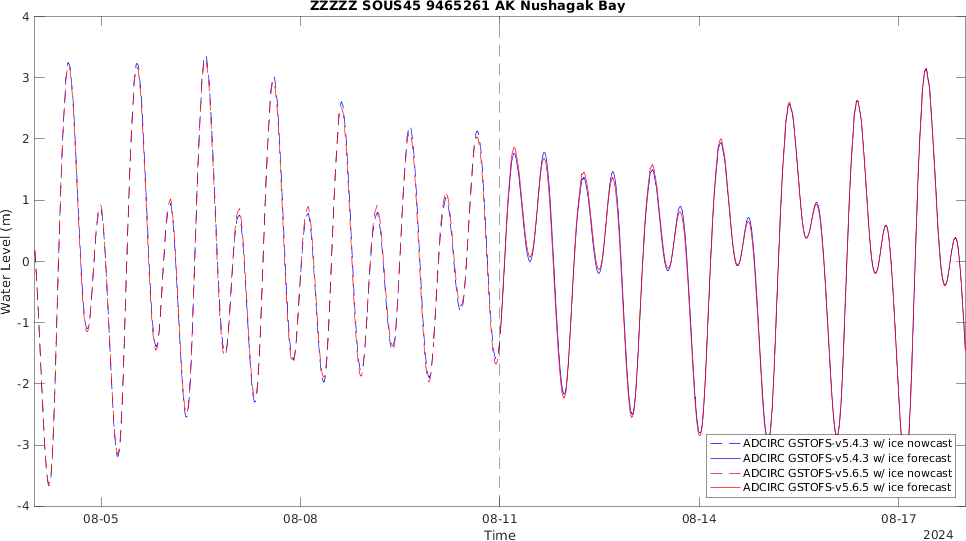 ZZZZZ SOUS45 9465261 AK Nushagak Bay
Water Level (m)
4
3
2
1
0
-1
-2
-3
-4
ADCIRC GSTOFS-v5.4.3 w/ ice nowcast
ADCIRC GSTOFS-v5.4.3 w/ ice forecast
ADCIRC GSTOFS-v5.6.5 w/ ice nowcast
ADCIRC GSTOFS-v5.6.5 w/ ice forecast
08-05 08-08 08-11 08-14 08-17
Time
2024